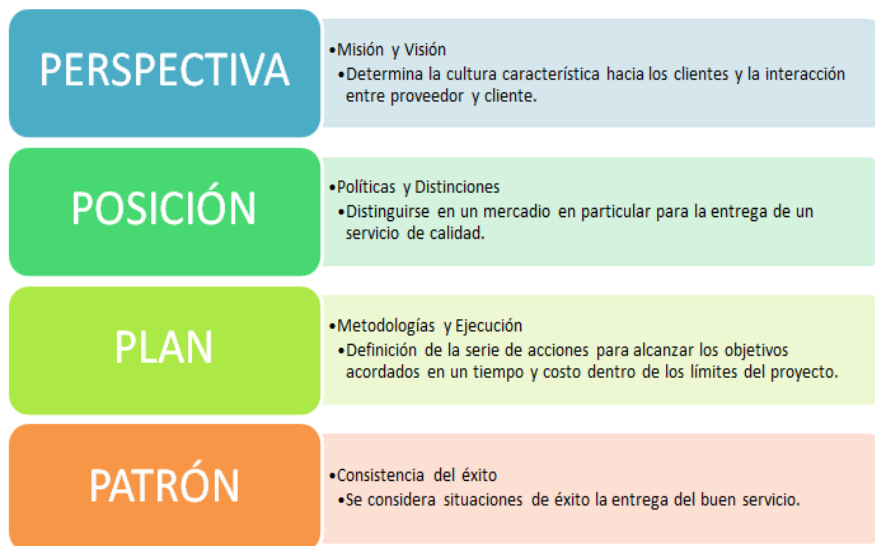 PERSPECTIVA
•Misión y Visión
•Determina la cultura característica hacia los clientes y la interacción
entre proveedor y cliente.
POSICIÓN
•Políticas y Distinciones
•Distinguirse en un mercadio en particular para la entrega de un
servicio de calidad.
PLAN
•Metodologías y Ejecución
•Definición de la serie de acciones para alcanzar los objetivos
acordados en un tiempo y costo dentro de los límites del proyecto.
PATRÓN
•Consistencia del éxito
•Se considera situaciones de éxito la entrega del buen servicio.